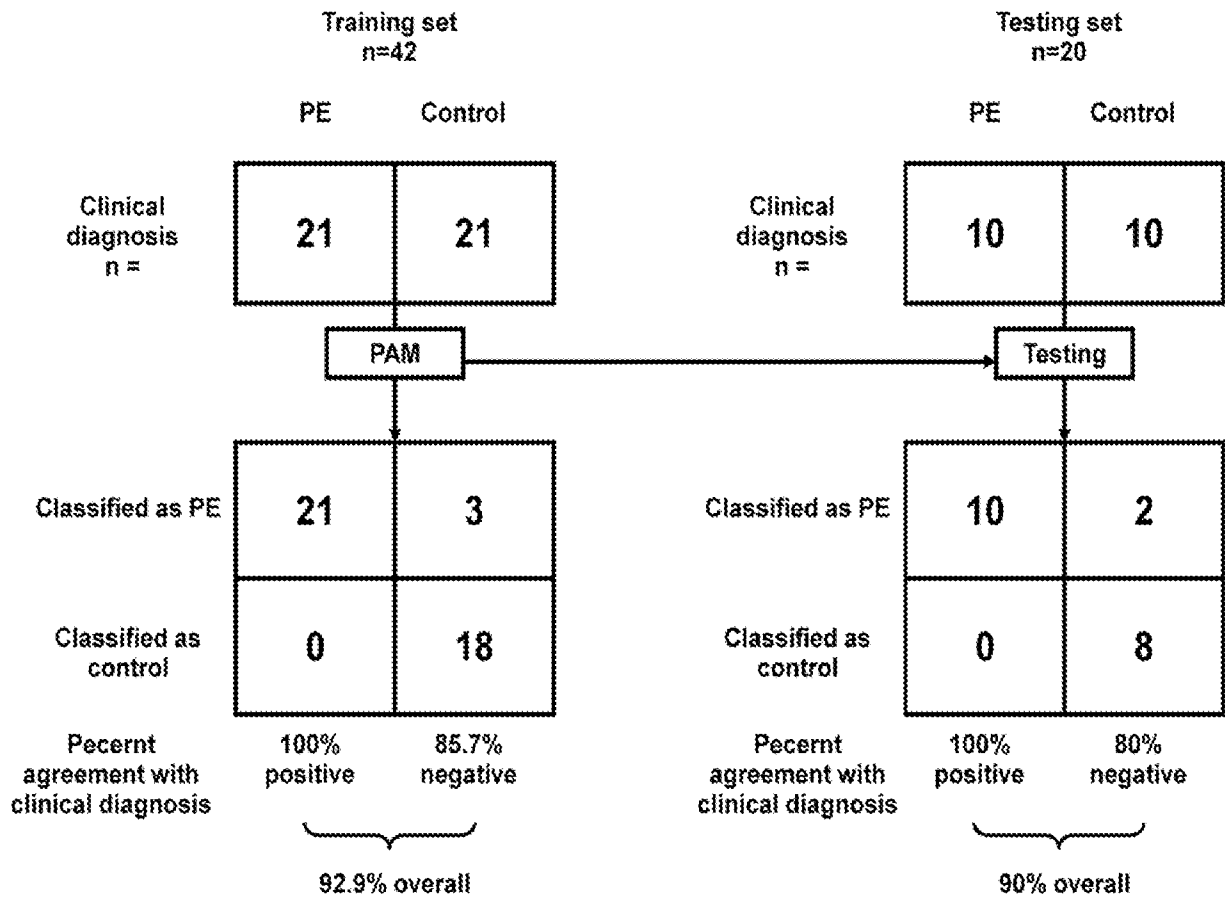 Training set
n=42
PE Control
Clinical
diagnosis
n =
21 21
PAM
Classified as PE 21 3
Classified as
control
0 18
Pecernt
agreement with
clinical diagnosis
100%
positive
85.7%
negative
92.9% overall
Testing set
n=20
PE Control
Clinical
diagnosis
n =
10 10
Testing
Classified as PE 10 2
Classified as
control
0 8
Pecernt
agreement with
clinical diagnosis
100%
positive
80%
negative
90% overall